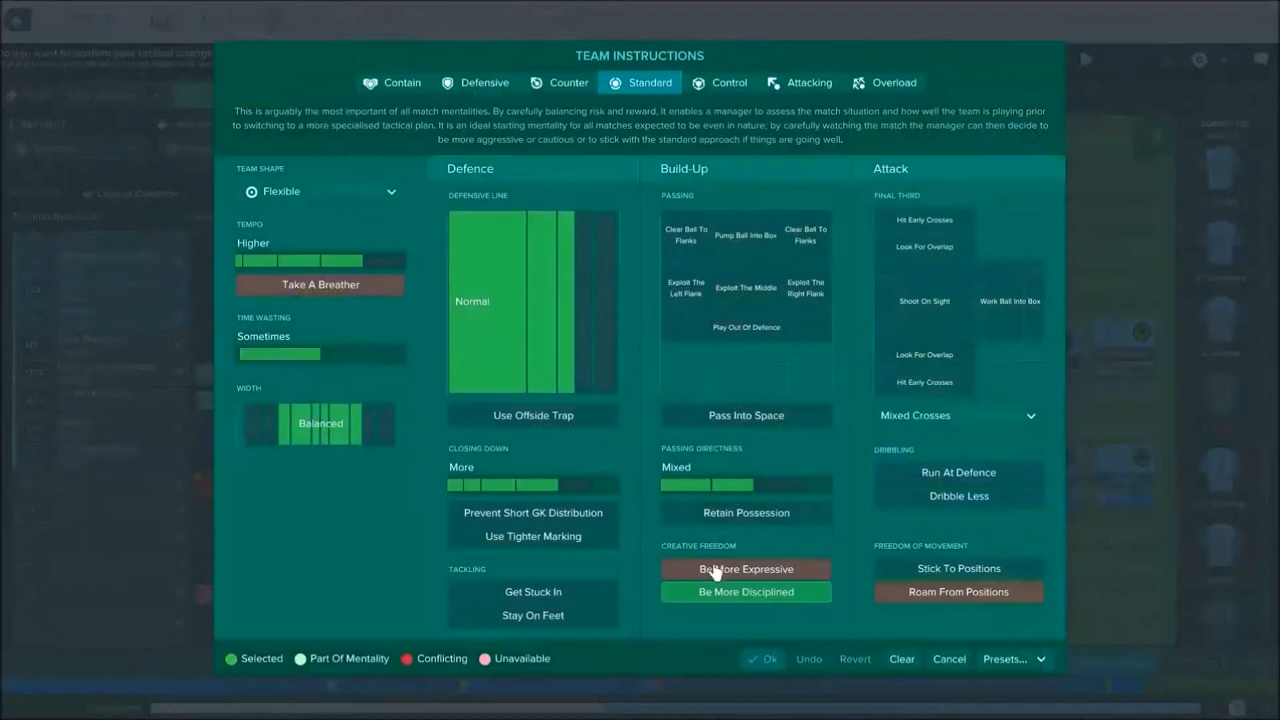 TEAM INSTRUCTIONS
Contain
Defensive
Counter
Standard
Control
Attacking
Overload
This is arguably the most important of all match mentalities. By carefully balancing risk and reward, it enables a manager to assess the match situation and how well the team is playing prior
to switching to a more specialised tactical plan. It is an ideal starting mentality for all matches expected to be even in nature; by carefully watching the match the manager can then decide to
be more aggressive or cautious or to stick with the standard approach if things are going well.
TEAM SHAPE
Flexible
TEMPO
Higher
Take A Breather
TIME WASTING
Sometimes
WIDTH
Balanced
Defence
DEFENSIVE LINE
Normal
Use Offside Trap
CLOSING DOWN
More
Prevent Short GK Distribution
Use Tighter Marking
TACKLING
Get Stuck In
Stay On Feet
Build-Up
PASSING
Clear Ball To
Flanks
Pump Ball Into Box
Clear Ball To
Flanks
Exploit The
Left Flank
Exploit The Middle
Exploit The
Right Flank
Play Out Of Defence
Pass Into Space
PASSING DIRECTNESS
Mixed
Retain Possession
CREATIVE FREEDOM
Be More Expressive
Be More Disciplined
Attack
FINAL THIRD
Hit Early Crosses
Look For Overlap
Shoot On Sight
Work Ball Into Box
Look For Overlap
Hit Early Crosses
Mixed Crosses
DRIBBLING
Run At Defence
Dribble Less
FREEDOM OF MOVEMENT
Stick To Positions
Roam From Positions
Selected
Part Of Mentality
Conflicting
Unavailable
Ok
Undo
Revert
Clear
Cancel
Presets...